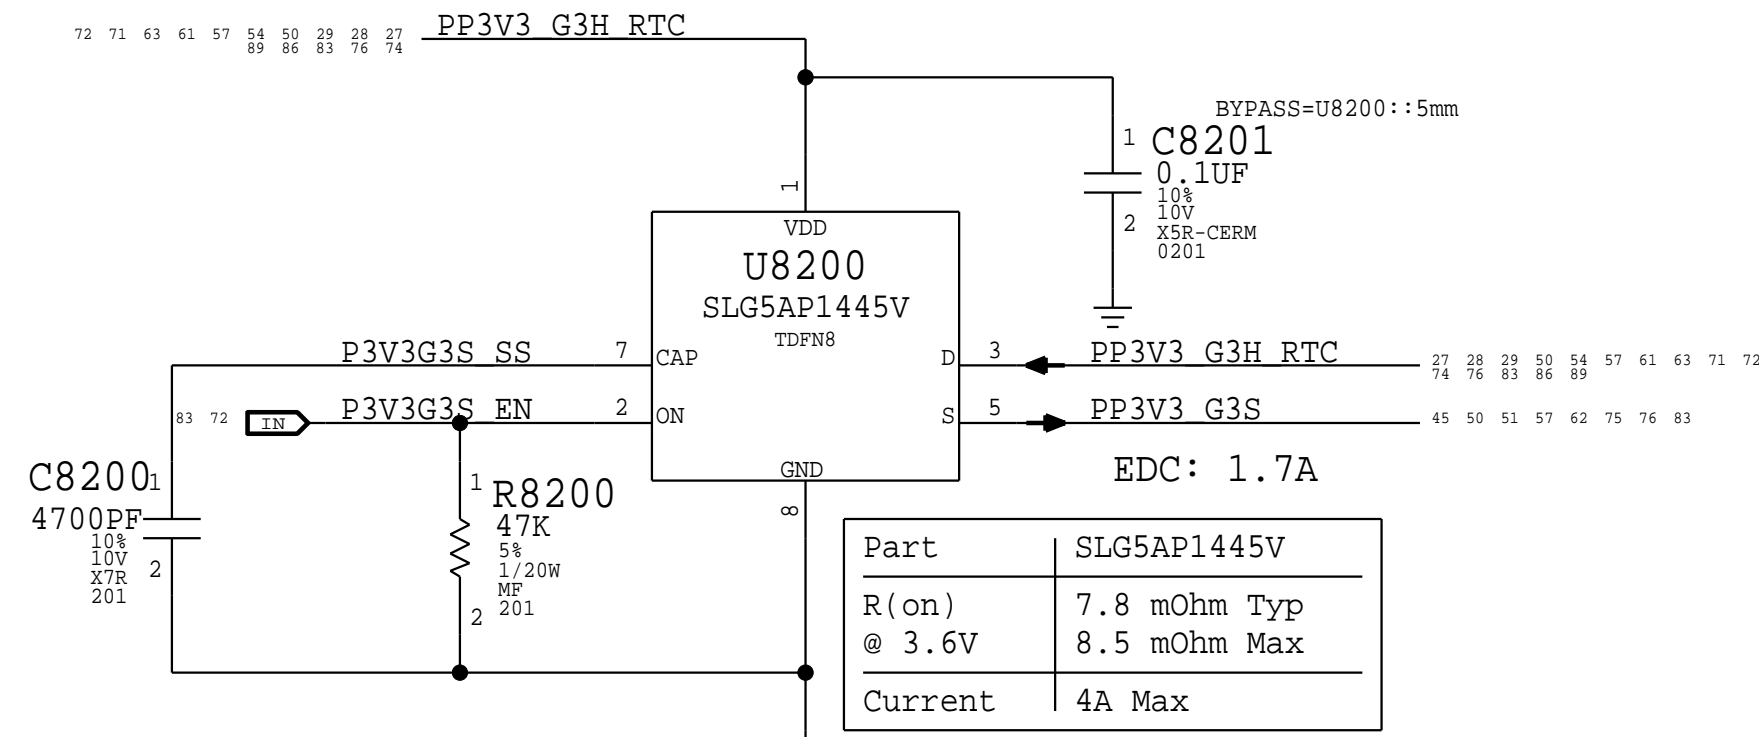 PP3V3_G3H_RTC
72 71 63 61 57 54 50 29 28 27
89 86 83 76 74
BYPASS=U8200::5mm
1
C8201
0.1UF
10%
10V
X5R-CERM
0201
2
1
VDD
U8200
SLG5AP1445V
TDFN8
P3V3G3S_SS
7
CAP
D
3
PP3V3_G3H_RTC
27 28 29 50 54 57 61 63 71 72
74 76 83 86 89
83 72
IN
P3V3G3S_EN
2
ON
S
5
PP3V3_G3S
45 50 51 57 62 75 76 83
GND
8
EDC: 1.7A
C8200
1
4700PF
10%
10V
X7R
201
2
1
R8200
47K
5%
1/20W
MF
201
2
Part SLG5AP1445V
R(on) 7.8 mOhm Typ
@ 3.6V 8.5 mOhm Max
Current 4A Max